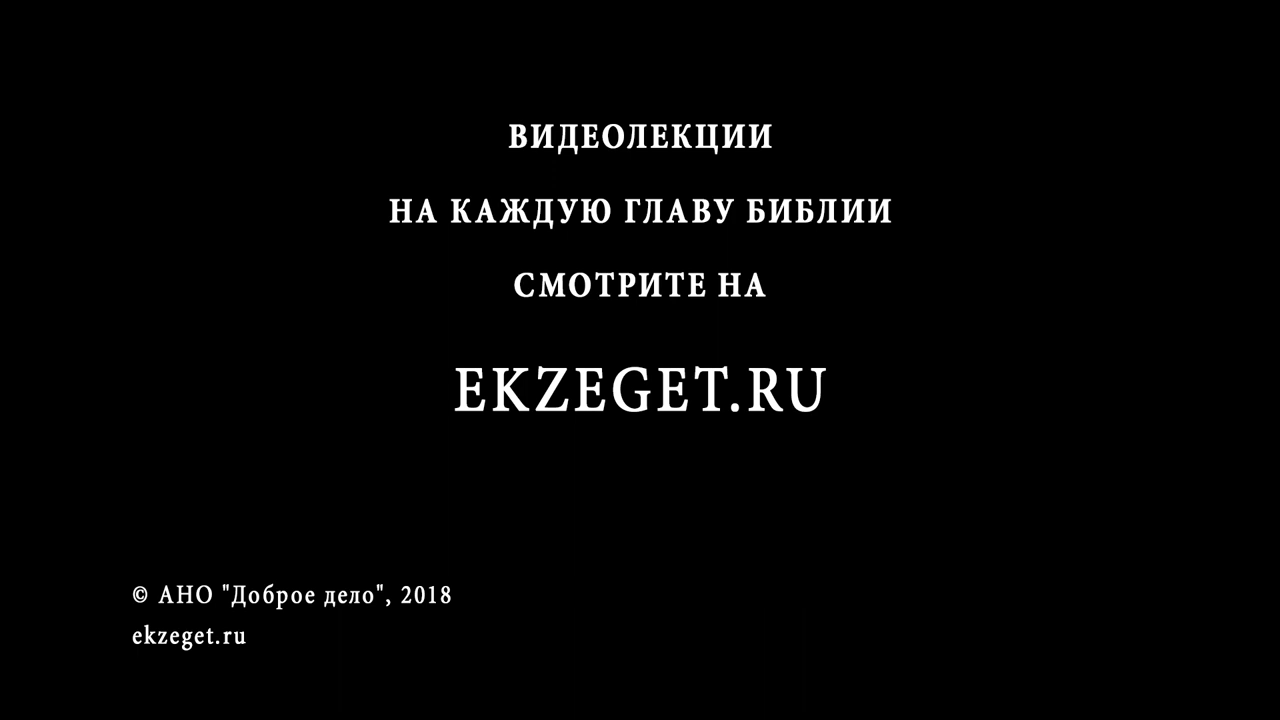 ВИДЕОЛЕКЦИИ
НА КАЖДУЮ ГЛАВУ БИБЛИИ
СМОТРИТЕ НА
EKZEGET.RU
© АНО "Доброе дело", 2018
ekzeget.ru